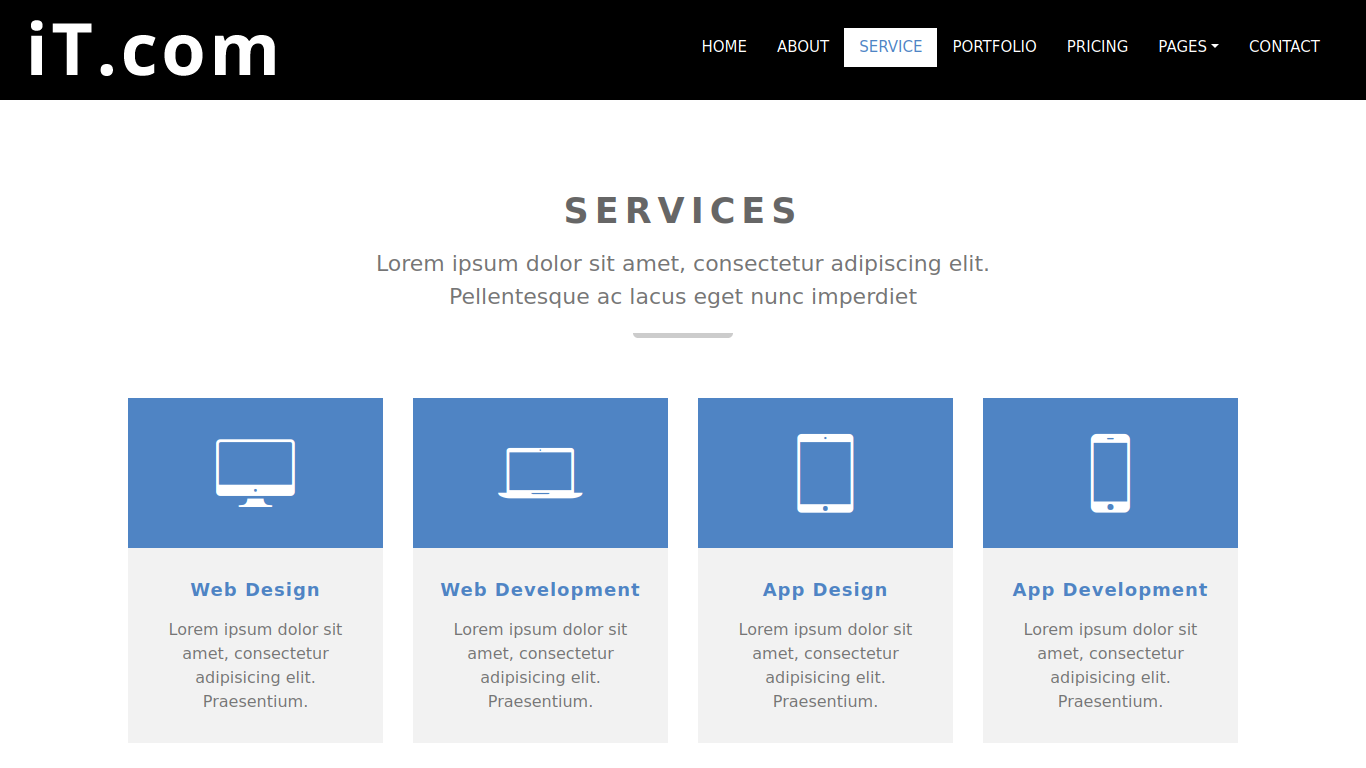 iT.com
HOME ABOUT SERVICE PORTFOLIO PRICING PAGES CONTACT
SERVICES
Lorem ipsum dolor sit amet, consectetur adipiscing elit.
Pellentesque ac lacus eget nunc imperdiet
Web Design
Lorem ipsum dolor sit
amet, consectetur
adipisicing elit.
Praesentium.
Web Development
Lorem ipsum dolor sit
amet, consectetur
adipisicing elit.
Praesentium.
App Design
Lorem ipsum dolor sit
amet, consectetur
adipisicing elit.
Praesentium.
App Development
Lorem ipsum dolor sit
amet, consectetur
adipisicing elit.
Praesentium.